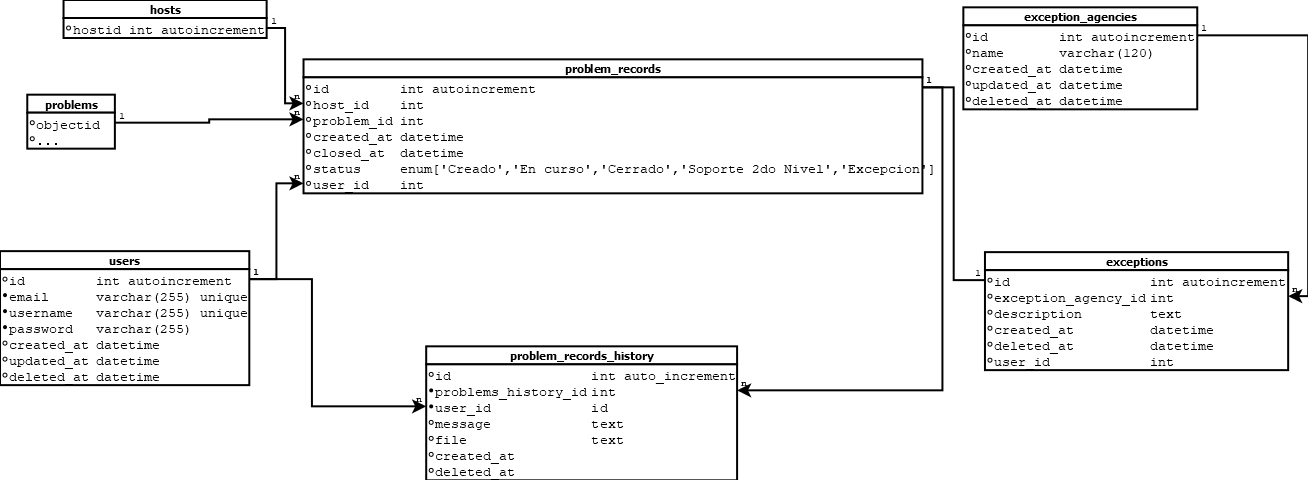 hosts
hostid int autoincrement
1
exception_agencies
id int autoincrement
name varchar(120)
created_at datetime
updated_at datetime
deleted_at datetime
1
problem_records
id int autoincrement
host_id int
problem_id int
created_at datetime
closed_at datetime
status enum['Creado','En curso','Cerrado','Soporte 2do Nivel','Excepcion']
user_id int
1
n
n
n
problems
objectid
...
1
users
id int autoincrement
email varchar(255) unique
username varchar(255) unique
password varchar(255)
created_at datetime
updated_at datetime
deleted_at datetime
1
exceptions
id int autoincrement
exception_agency_id int
description text
created_at datetime
deleted_at datetime
user_id int
1
n
problem_records_history
id int auto_increment
problems_history_id int
user_id id
message text
file text
created_at
deleted_at
n
n